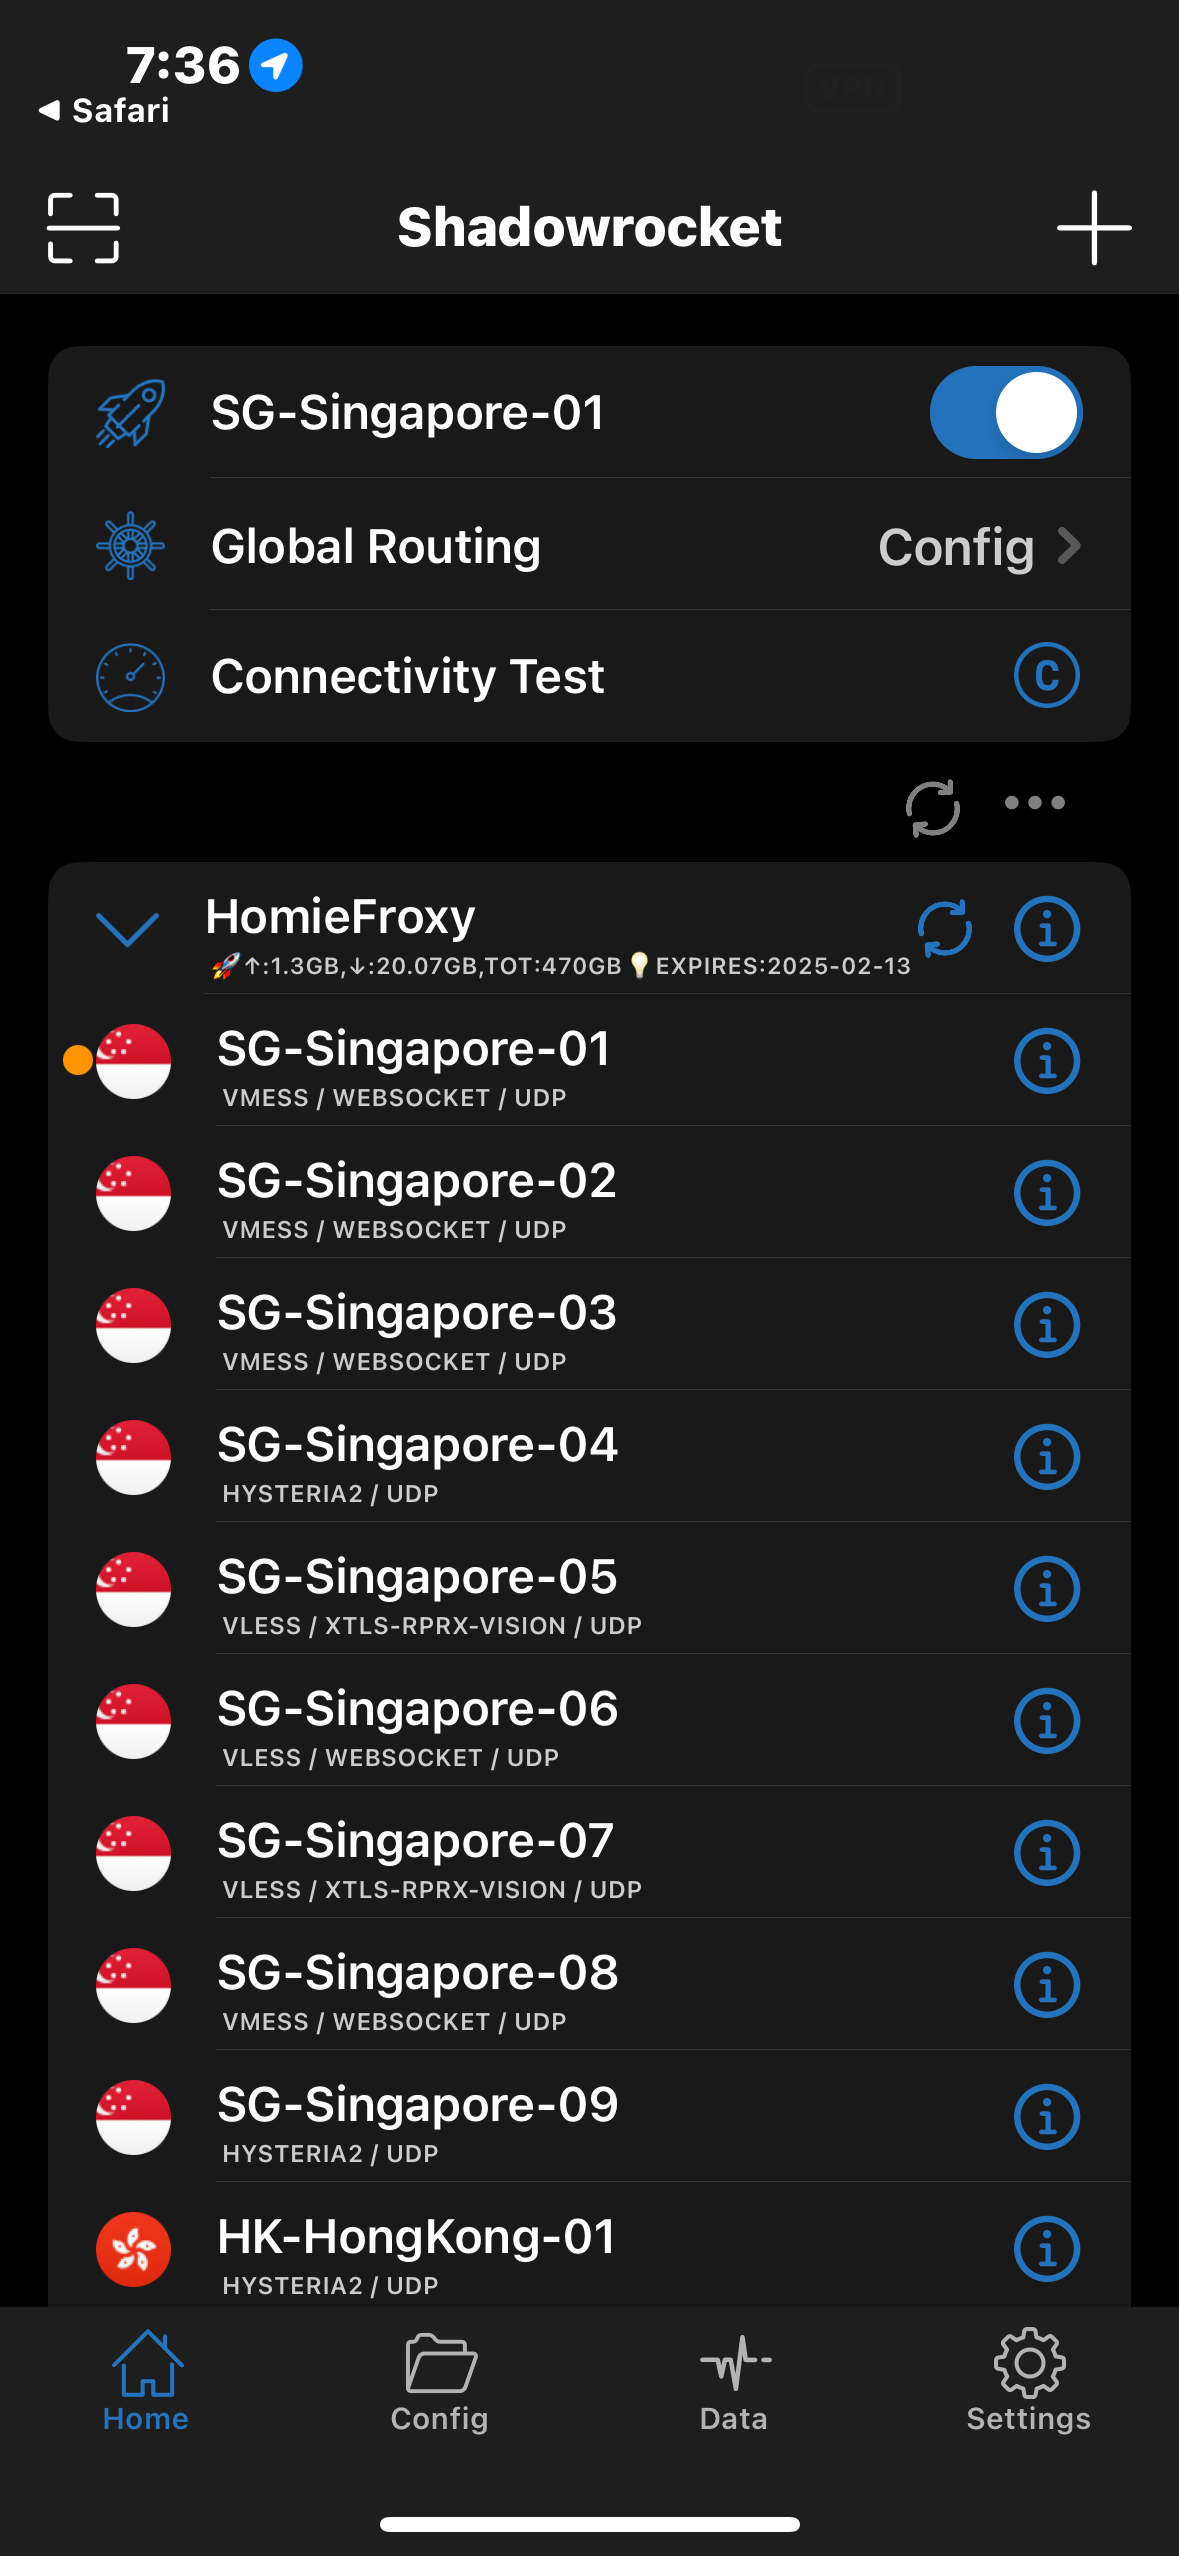 7:36
◀ Safari
VPN
Shadowrocket
SG-Singapore-01
Global Routing Config
Connectivity Test C
HomieFroxy
🚀↑:1.3GB,↓:20.07GB,TOT:470GB💡EXPIRES:2025-02-13
SG-Singapore-01
VMESS / WEBSOCKET / UDP
SG-Singapore-02
VMESS / WEBSOCKET / UDP
SG-Singapore-03
VMESS / WEBSOCKET / UDP
SG-Singapore-04
HYSTERIA2 / UDP
SG-Singapore-05
VLESS / XTLS-RPRX-VISION / UDP
SG-Singapore-06
VLESS / WEBSOCKET / UDP
SG-Singapore-07
VLESS / XTLS-RPRX-VISION / UDP
SG-Singapore-08
VMESS / WEBSOCKET / UDP
SG-Singapore-09
HYSTERIA2 / UDP
HK-HongKong-01
HYSTERIA2 / UDP
Home Config Data Settings